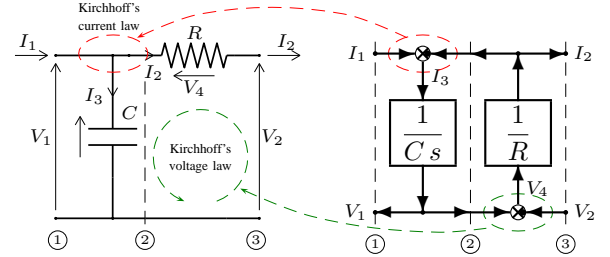 Kirchhoff's
current law
I₁
R
I₂
I₂
V₄
I₃
C
V₁
V₂
Kirchhoff's
voltage law
1
2
3
I₁
I₂
I₃
1
C s
1
R
V₄
V₁
V₂
1
2
3